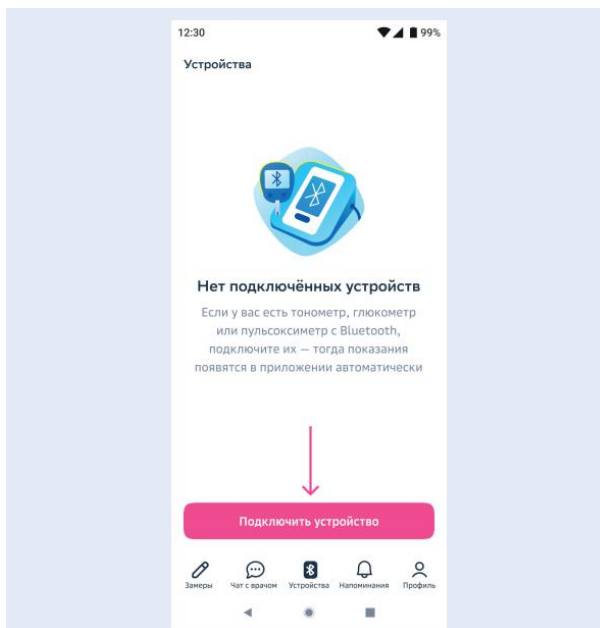 12:30 99%
Устройства
Нет подключённых устройств
Если у вас есть тонометр, глюкометр
или пульсоксиметр с Bluetooth,
подключите их — тогда показания
появятся в приложении автоматически
Подключить устройство
Замеры Чат с врачом Устройства Напоминания Профиль